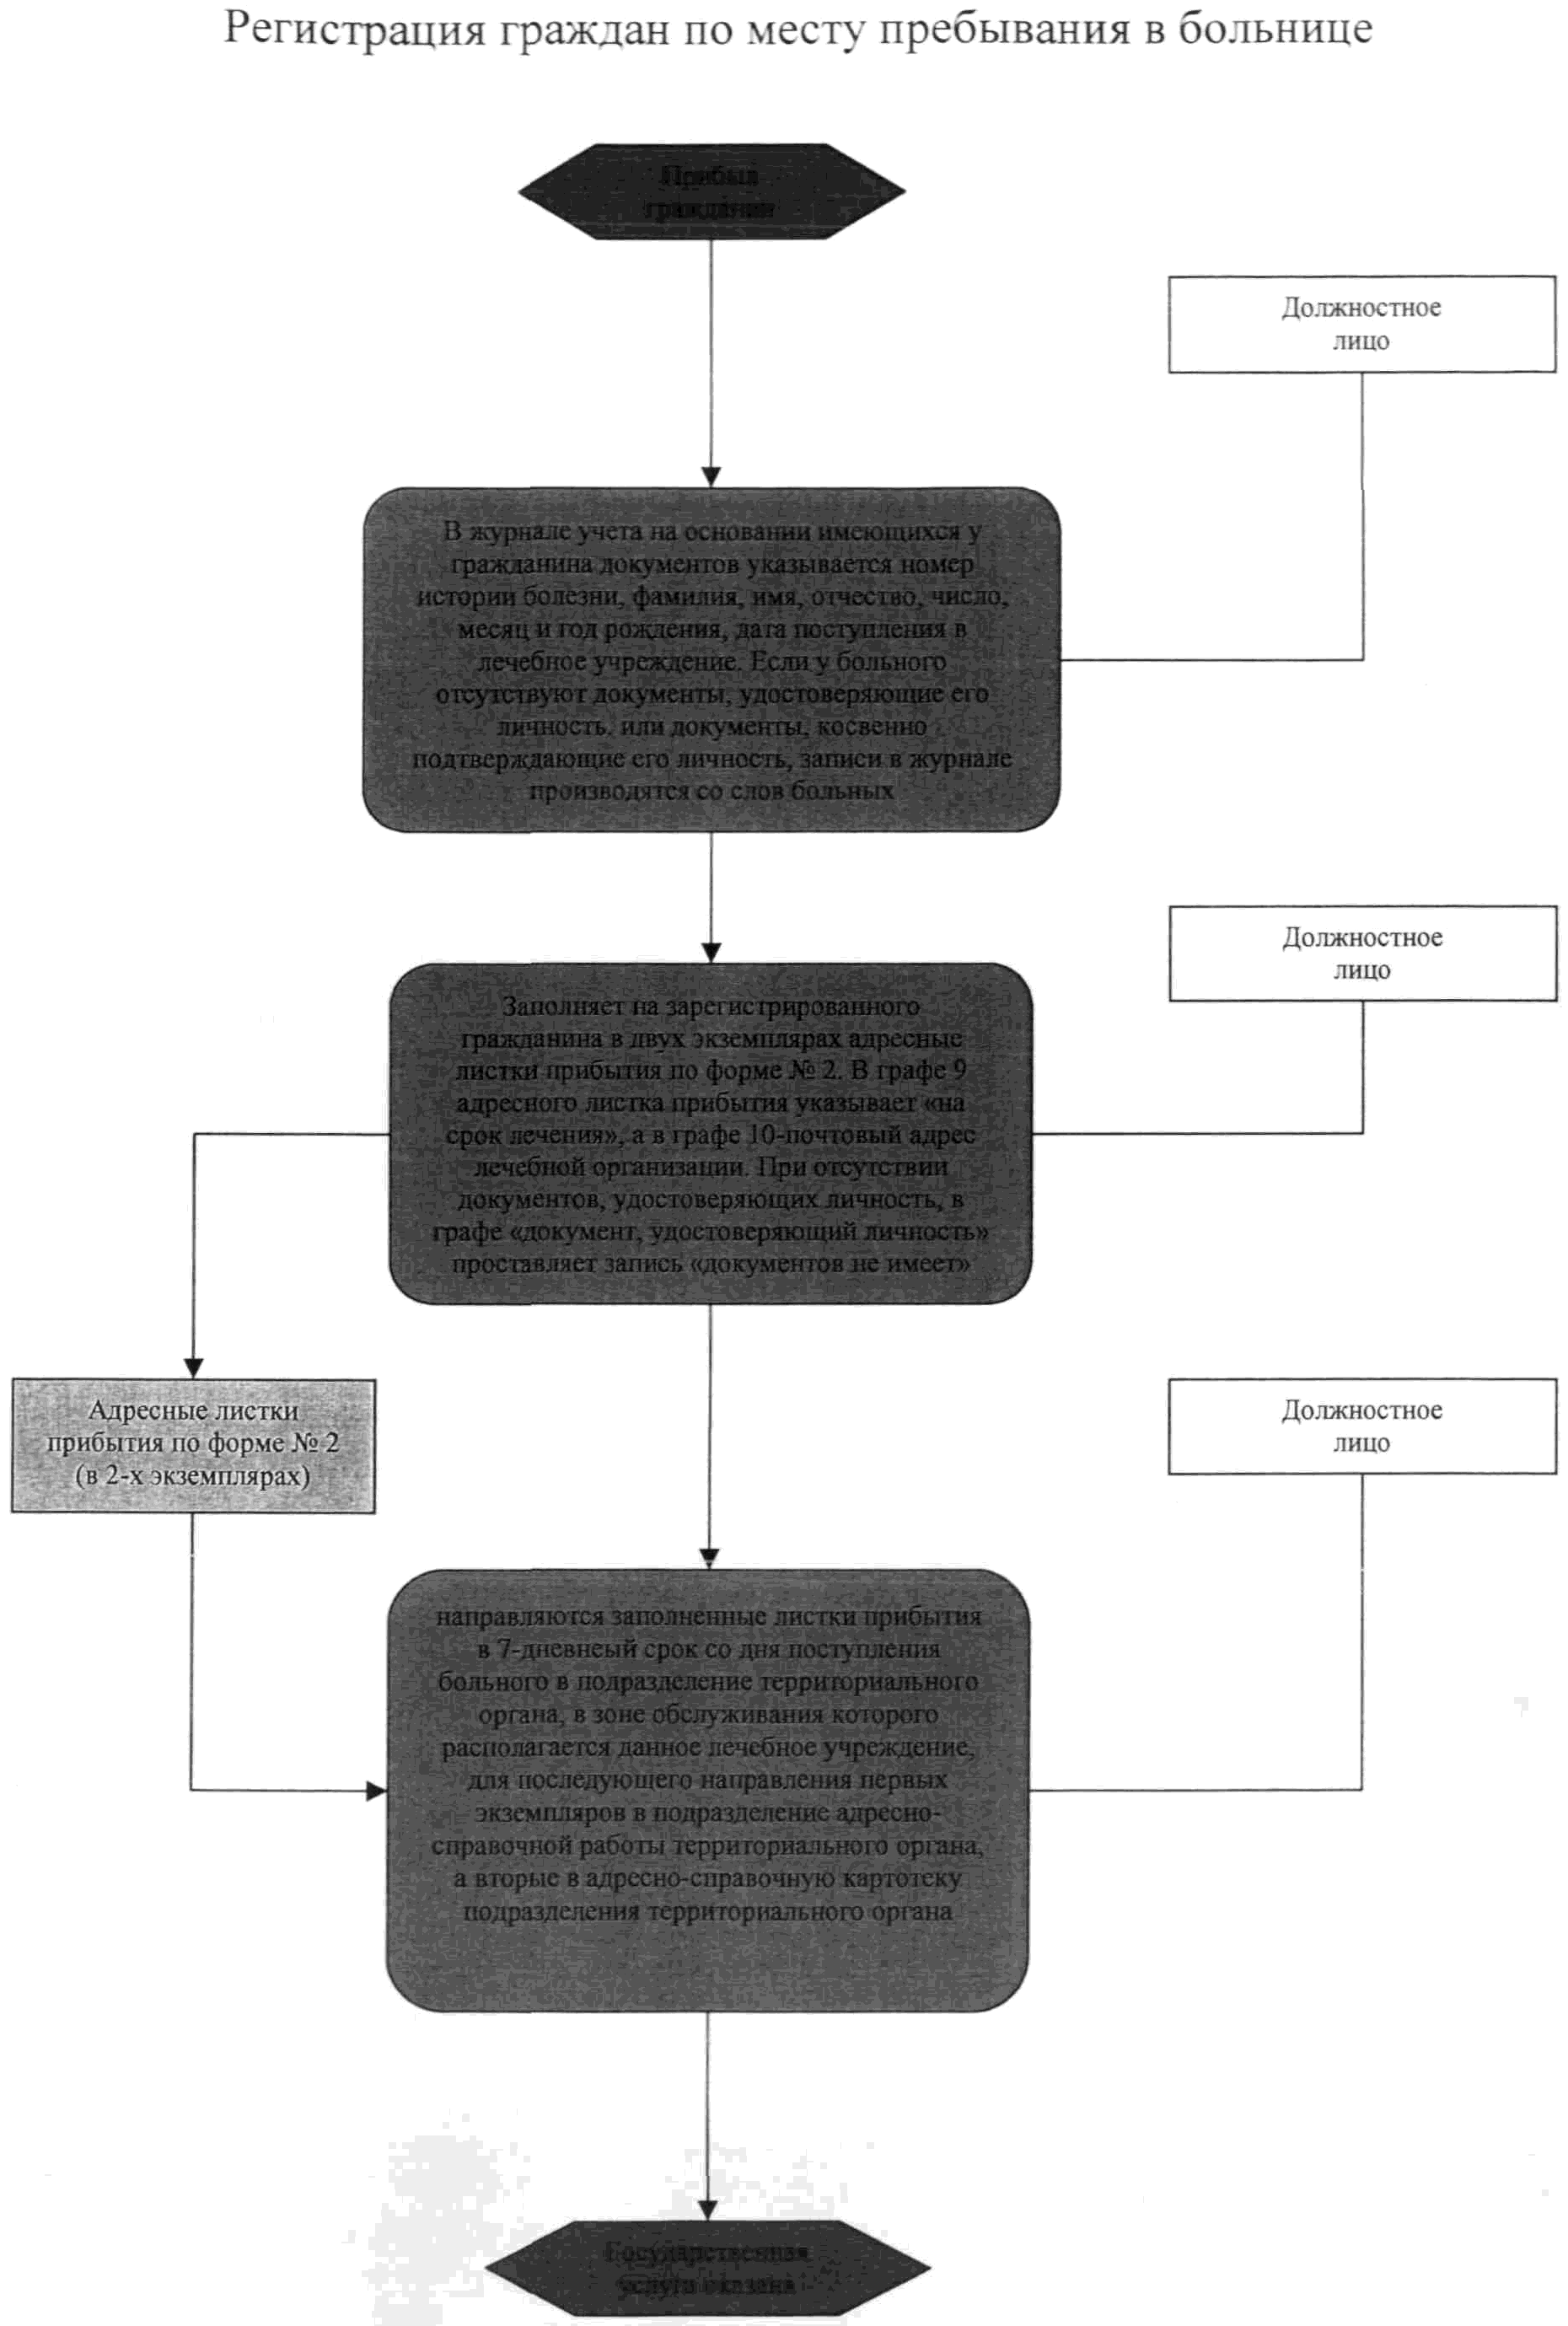 Регистрация граждан по месту пребывания в больнице
Прибыл
гражданин
Должностное
лицо
В журнале учета на основании имеющихся у
гражданина документов указывается номер
истории болезни, фамилия, имя, отчество, число,
месяц и год рождения, дата поступления в
лечебное учреждение. Если у больного
отсутствуют документы, удостоверяющие его
личность, или документы, косвенно
подтверждающие его личность, записи в журнале
производятся со слов больных
Должностное
лицо
Заполняет на зарегистрированного
гражданина в двух экземплярах адресные
листки прибытия по форме № 2. В графе 9
адресного листка прибытия указывает «на
срок лечения», а в графе 10-почтовый адрес
лечебной организации. При отсутствии
документов, удостоверяющих личность, в
графе «документ, удостоверяющий личность»
проставляет запись «документов не имеет»
Адресные листки
прибытия по форме № 2
(в 2-х экземплярах)
Должностное
лицо
направляются заполненные листки прибытия
в 7-дневнеый срок со дня поступления
больного в подразделение территориального
органа, в зоне обслуживания которого
располагается данное лечебное учреждение,
для последующего направления первых
экземпляров в подразделение адресно-
справочной работы территориального органа,
а вторые в адресно-справочную картотеку
подразделения территориального органа
Государственная
услуга оказана